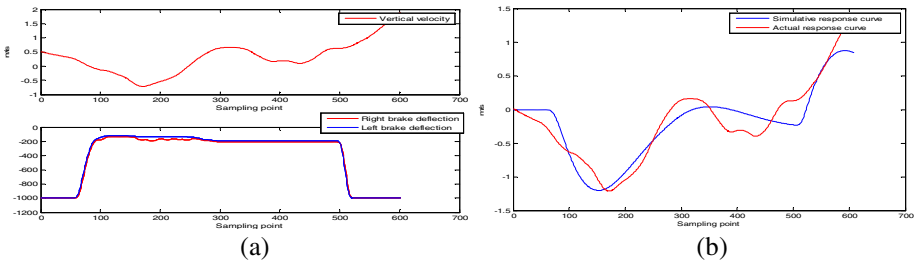 2
1.5
1
0.5
0
-0.5
-1
m/s
Vertical velocity
0 100 200 300 400 500 600 700
Sampling point
0
-200
-400
-600
-800
-1000
-1200
Right brake deflection
Left brake deflection
0 100 200 300 400 500 600 700
Sampling point
(a)
1.5
1
0.5
0
-0.5
-1
-1.5
m/s
Simulative response curve
Actual response curve
0 100 200 300 400 500 600 700
Sampling point
(b)